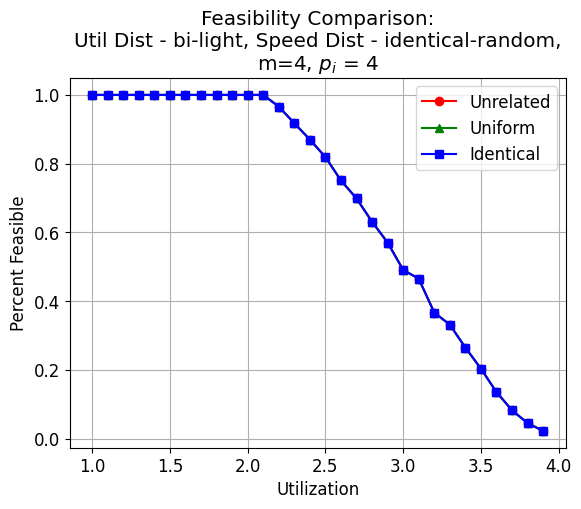 Feasibility Comparison:
Util Dist - bi-light, Speed Dist - identical-random,
m=4, $p_i$ = 4
Unrelated
Uniform
Identical
Percent Feasible
1.0
0.8
0.6
0.4
0.2
0.0
1.0 1.5 2.0 2.5 3.0 3.5 4.0
Utilization